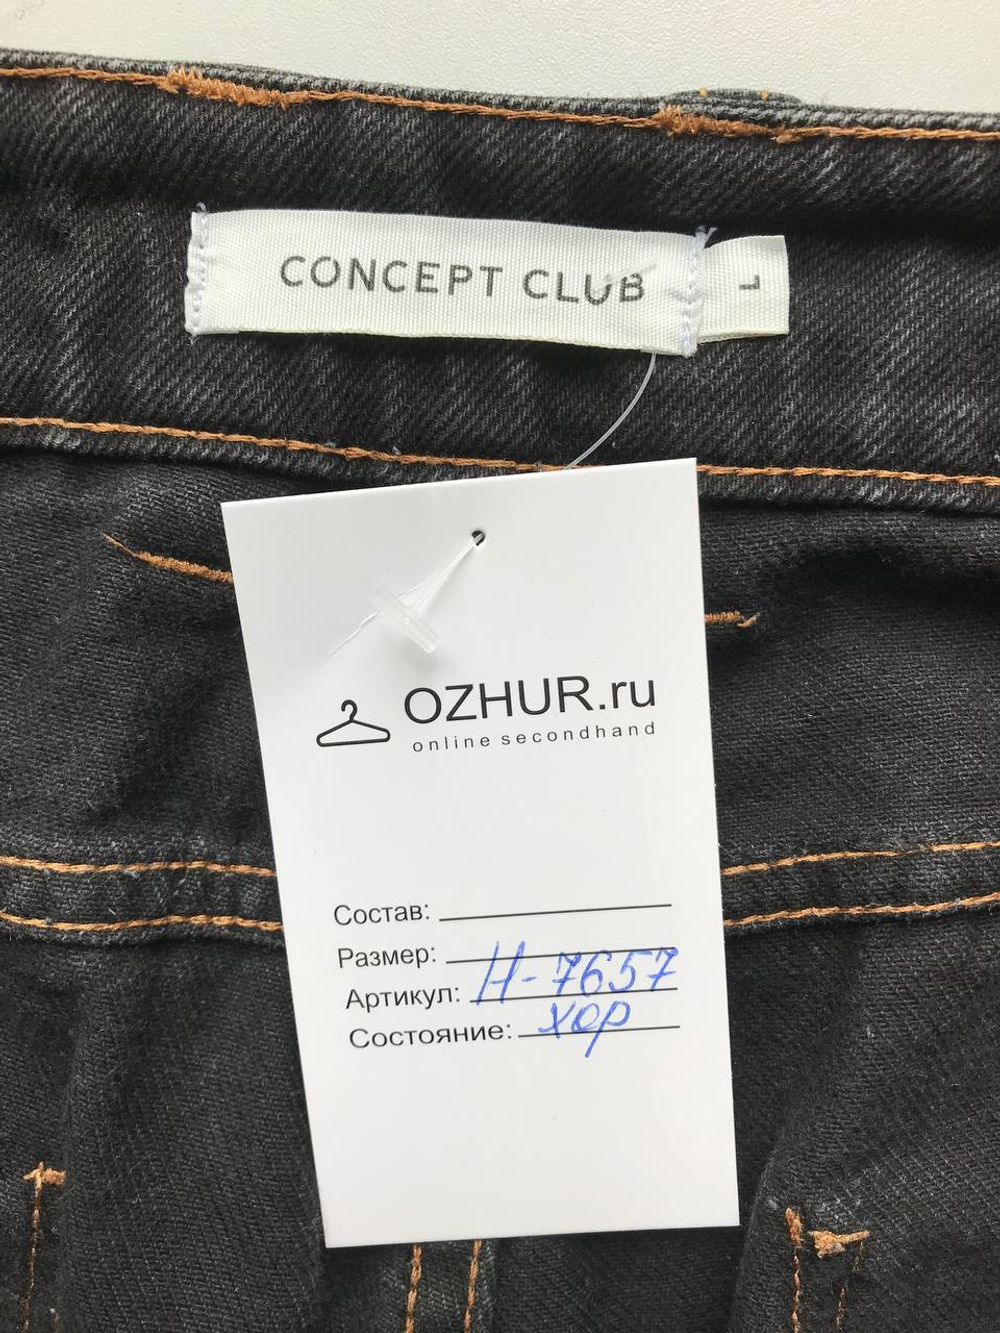 CONCEPT CLUB
L
OZHUR.ru
online secondhand
Состав:
Размер:
Артикул: Н-7657
Состояние: хор